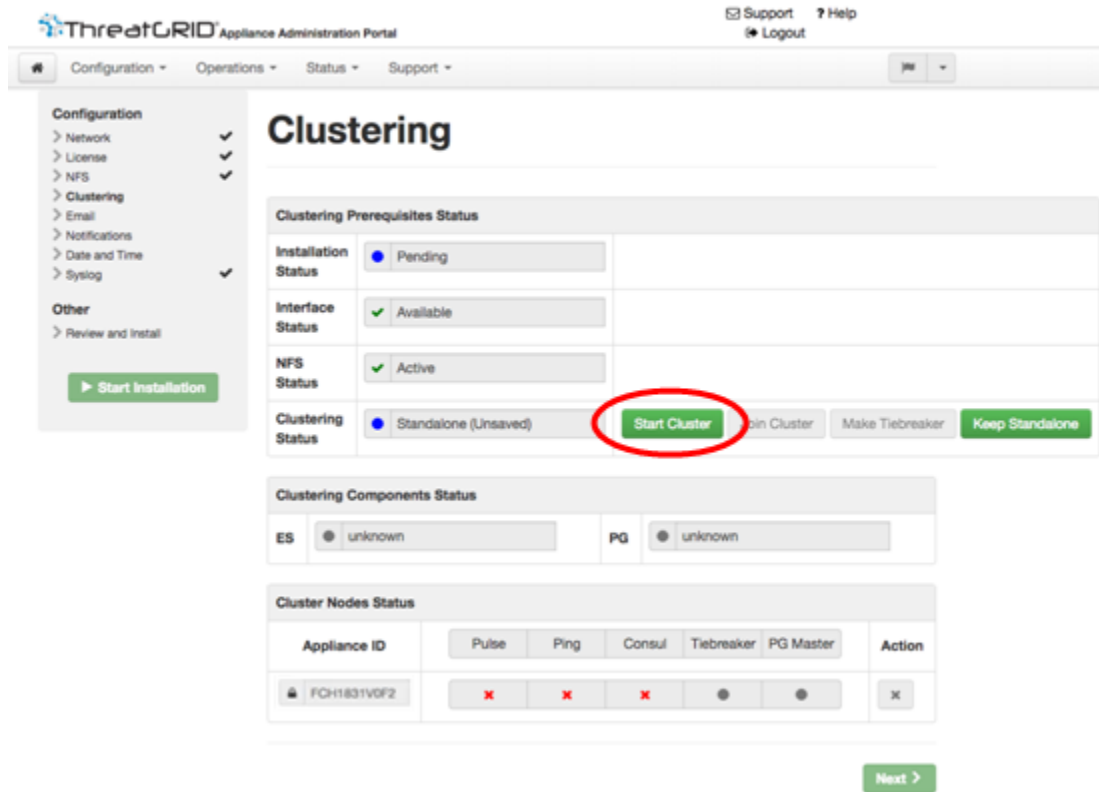 ThreatGRID Appliance Administration Portal
Support ? Help
Logout
Configuration Operations Status Support
Configuration
Network
License
NFS
Clustering
Email
Notifications
Date and Time
Syslog
Other
Review and Install
Start Installation
Clustering
Clustering Prerequisites Status
Installation Status Pending
Interface Status Available
NFS Status Active
Clustering Status Standalone (Unsaved) Start Cluster Join Cluster Make Tiebreaker Keep Standalone
Clustering Components Status
ES unknown PG unknown
Cluster Nodes Status
Appliance ID Pulse Ping Consul Tiebreaker PG Master Action
FCH1831V0F2
Next